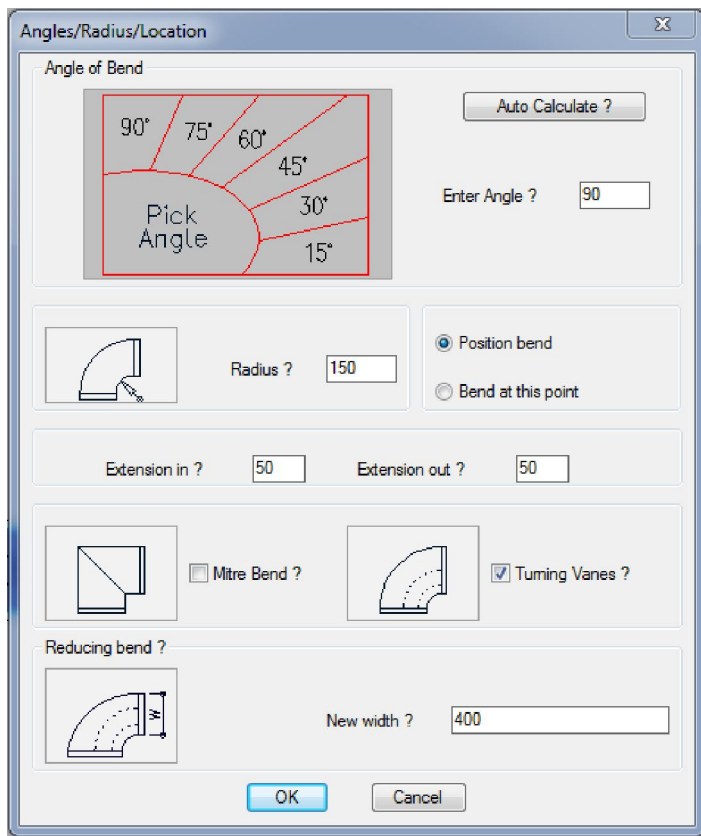 Angles/Radius/Location
Angle of Bend
90° 75° 60° 45° 30° 15°
Pick
Angle
Auto Calculate ?
Enter Angle ? 90
Radius ? 150
Position bend
Bend at this point
Extension in ? 50 Extension out ? 50
Mitre Bend ? Turning Vanes ?
Reducing bend ?
W
New width ? 400
OK Cancel